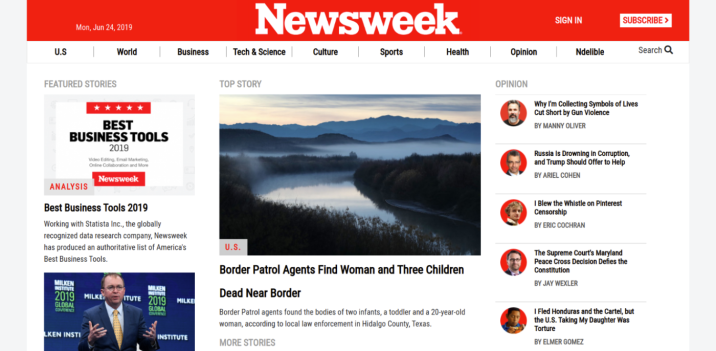 Mon, Jun 24, 2019
Newsweek
SIGN IN
SUBSCRIBE >
U.S
World
Business
Tech & Science
Culture
Sports
Health
Opinion
Ndelible
Search
FEATURED STORIES
★ ★ ★ ★ ★
BEST
BUSINESS TOOLS
2019
Video Editing, Email Marketing,
Online Collaboration and More
Newsweek
ANALYSIS
Best Business Tools 2019
Working with Statista Inc., the globally
recognized data research company, Newsweek
has produced an authoritative list of America's
Best Business Tools.
MILKEN
INSTITUTE
2019
GLOBAL
CONFERENCE
MILKE
INSTITUTE
MILKEN
INSTITUTE
2019
GLOBAL
CONFERENCE
LKEN INSTI
INSTITUTE
TOP STORY
U.S.
Border Patrol Agents Find Woman and Three Children
Dead Near Border
Border Patrol agents found the bodies of two infants, a toddler and a 20-year-old
woman, according to local law enforcement in Hidalgo County, Texas.
MORE STORIES
OPINION
Why I'm Collecting Symbols of Lives
Cut Short by Gun Violence
BY MANNY OLIVER
Russia is Drowning in Corruption,
and Trump Should Offer to Help
BY ARIEL COHEN
I Blew the Whistle on Pinterest
Censorship
BY ERIC COCHRAN
The Supreme Court's Maryland
Peace Cross Decision Defies the
Constitution
BY JAY WEXLER
I Fled Honduras and the Cartel, but
the U.S. Taking My Daughter Was
Torture
BY ELMER GOMEZ